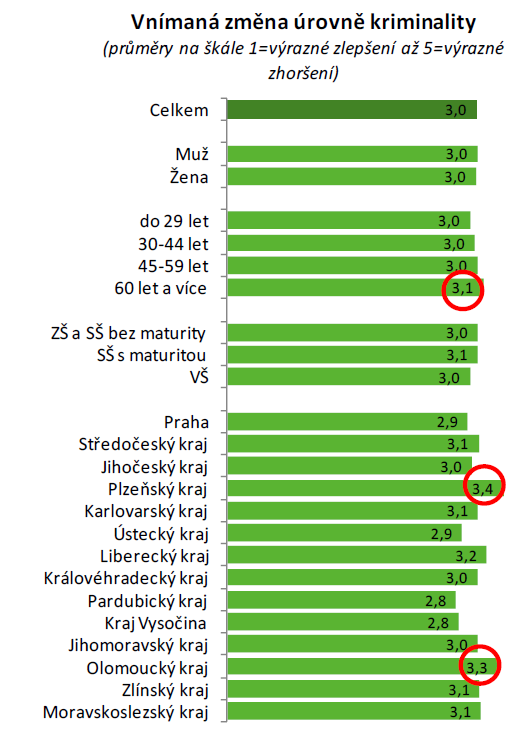 Vnímaná změna úrovně kriminality
(průměry na škále 1=výrazné zlepšení až 5=výrazné
zhoršení)
Celkem 3,0
Muž 3,0
Žena 3,0
do 29 let 3,0
30-44 let 3,0
45-59 let 3,0
60 let a více 3,1
ZŠ a SŠ bez maturity 3,0
SŠ s maturitou 3,1
VŠ 3,0
Praha 2,9
Středočeský kraj 3,1
Jihočeský kraj 3,0
Plzeňský kraj 3,4
Karlovarský kraj 3,1
Ústecký kraj 2,9
Liberecký kraj 3,2
Královéhradecký kraj 3,0
Pardubický kraj 2,8
Kraj Vysočina 2,8
Jihomoravský kraj 3,0
Olomoucký kraj 3,3
Zlínský kraj 3,1
Moravskoslezský kraj 3,1